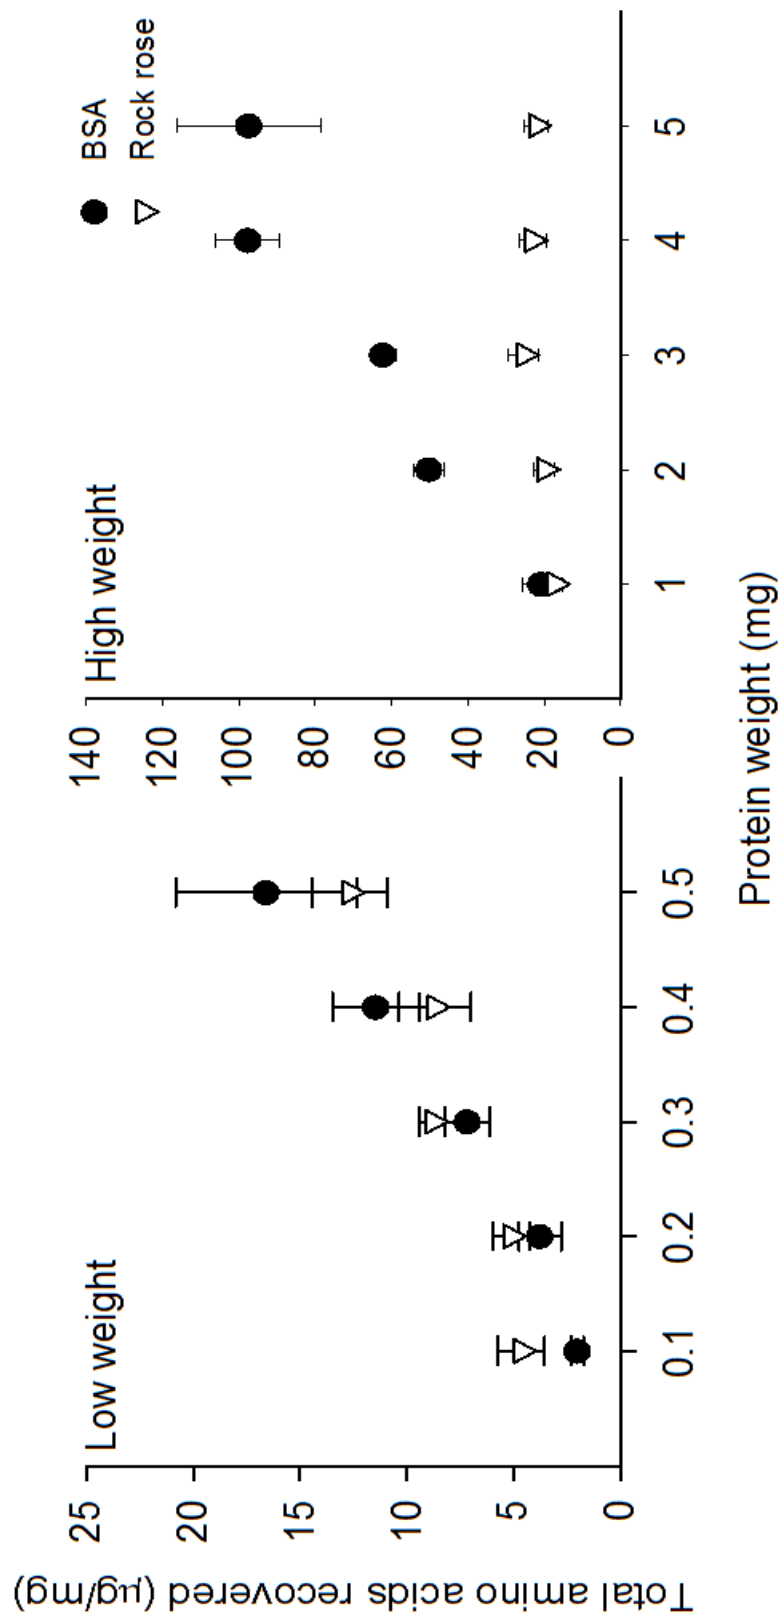 Total amino acids recovered (µg/mg)
Low weight
25
20
15
10
5
0
0.1 0.2 0.3 0.4 0.5
High weight
BSA
Rock rose
140
120
100
80
60
40
20
0
1 2 3 4 5
Protein weight (mg)